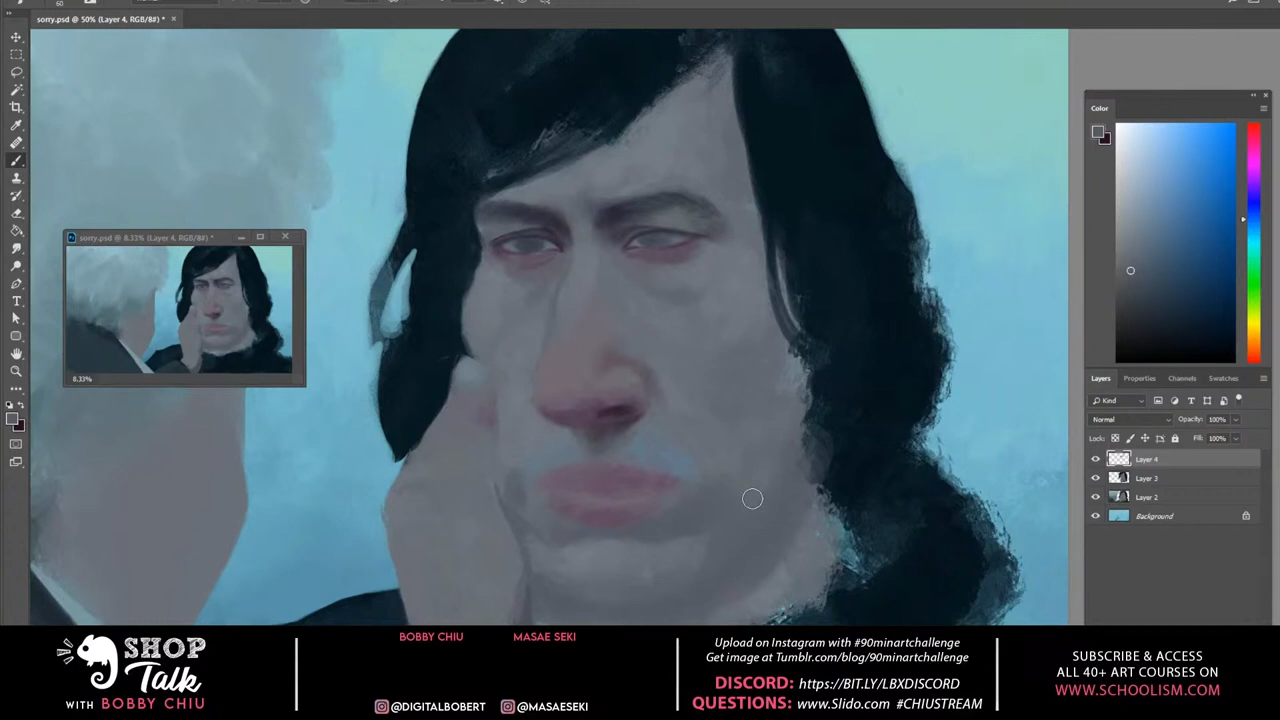 60
sorry.psd @ 50% (Layer 4, RGB/8#) *
sorry.psd @ 8.33% (Layer 4, RGB/8#) *
8.33%
Color
Layers Properties Channels Swatches
Kind
Normal Opacity: 100%
Lock: Fill: 100%
Layer 4
Layer 3
Layer 2
Background
SHOP
Talk
WITH BOBBY CHIU
BOBBY CHIU MASAE SEKI
@DIGITALBOBERT @MASAESEKI
Upload on Instagram with #90minartchallenge
Get image at Tumblr.com/blog/90minartchallenge
DISCORD: https://BIT.LY/LBXDISCORD
QUESTIONS: www.Slido.com #CHIUSTREAM
SUBSCRIBE & ACCESS
ALL 40+ ART COURSES ON
WWW.SCHOOLISM.COM